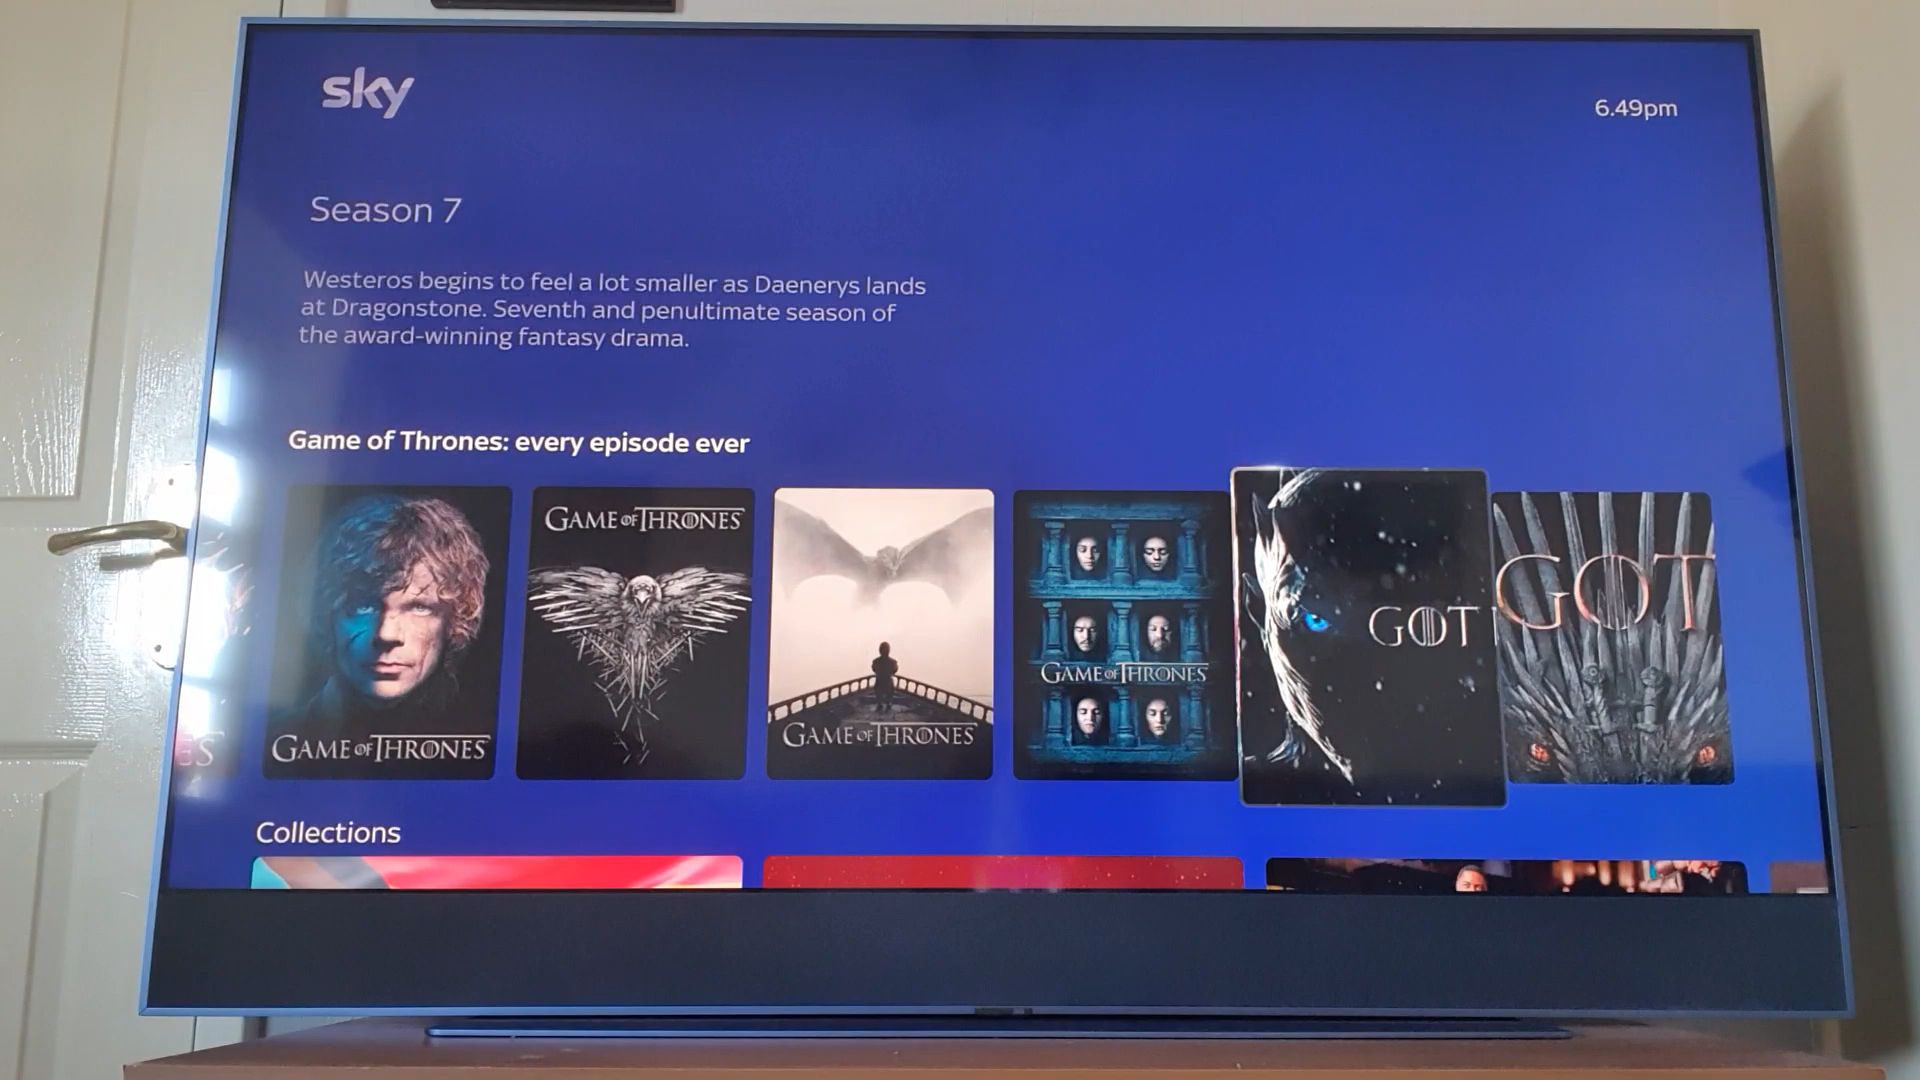 sky
6.49pm
Season 7
Westeros begins to feel a lot smaller as Daenerys lands
at Dragonstone. Seventh and penultimate season of
the award-winning fantasy drama.
Game of Thrones: every episode ever
GAME OF THRONES
GAME OF THRONES
GAME OF THRONES
GAME OF THRONES
GOT
GOT
ES
Collections